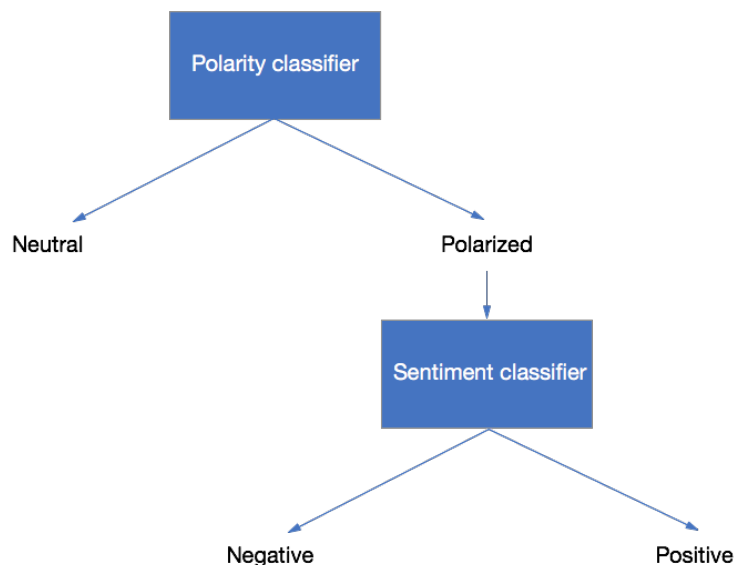 Polarity classifier
Neutral
Polarized
Sentiment classifier
Negative
Positive